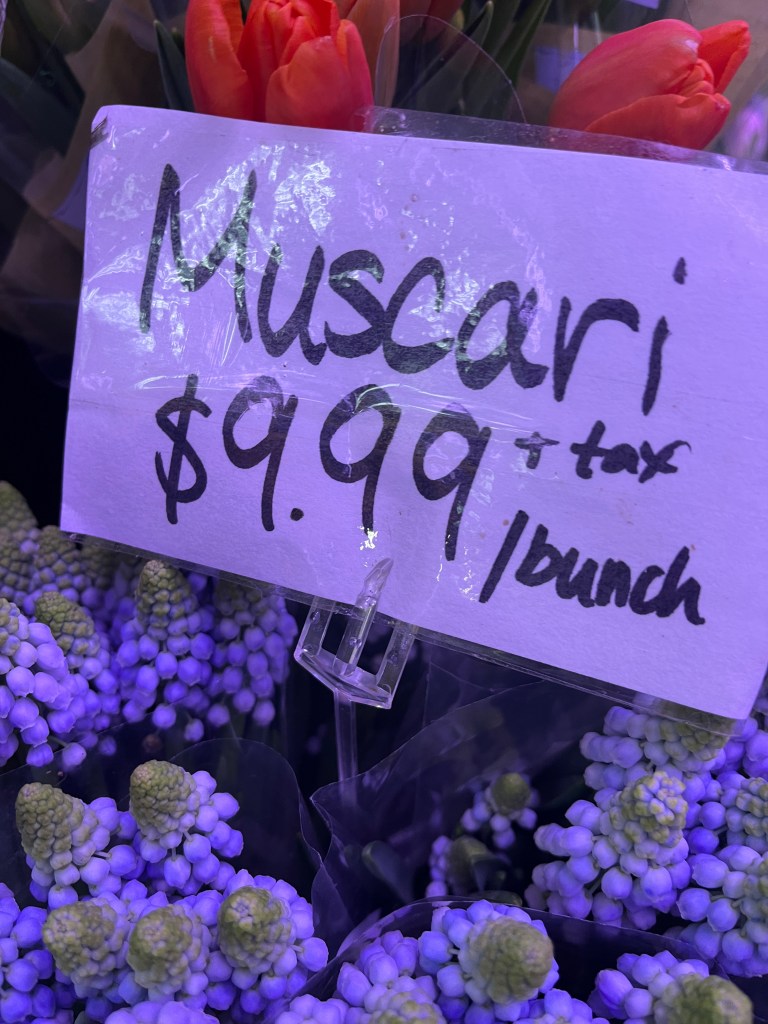 Muscari
$9.99 + tax
/bunch